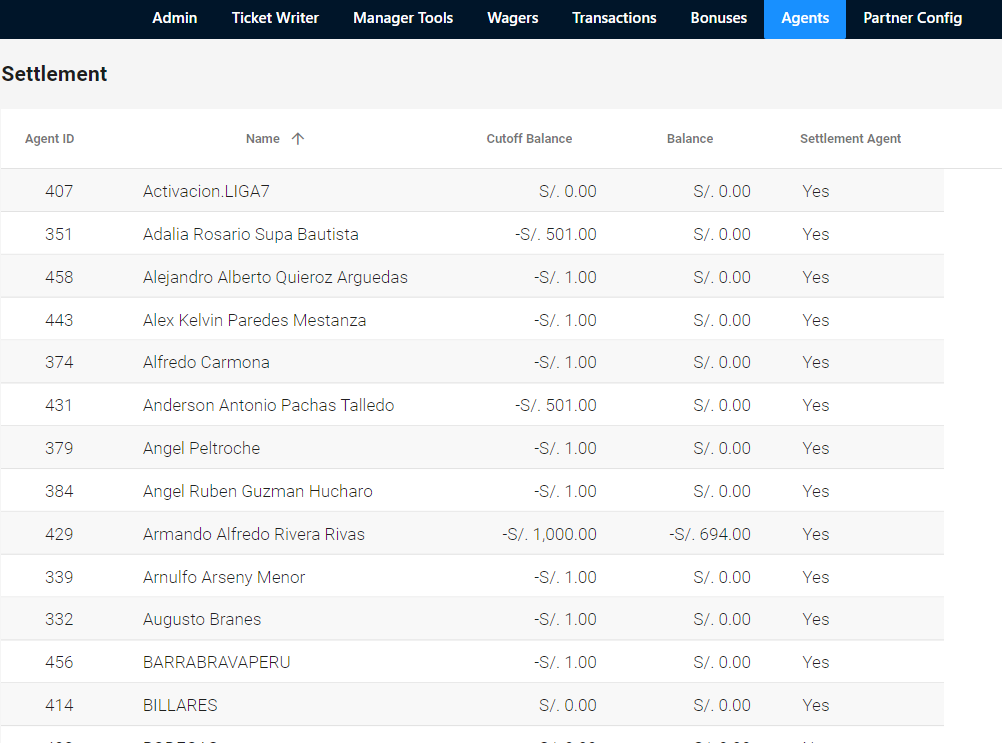 Admin Ticket Writer Manager Tools Wagers Transactions Bonuses Agents Partner Config
Settlement
Agent ID Name Cutoff Balance Balance Settlement Agent
407 Activacion.LIGA7 S/. 0.00 S/. 0.00 Yes
351 Adalia Rosario Supa Bautista -S/. 501.00 S/. 0.00 Yes
458 Alejandro Alberto Quieroz Arguedas -S/. 1.00 S/. 0.00 Yes
443 Alex Kelvin Paredes Mestanza -S/. 1.00 S/. 0.00 Yes
374 Alfredo Carmona -S/. 1.00 S/. 0.00 Yes
431 Anderson Antonio Pachas Talledo -S/. 501.00 S/. 0.00 Yes
379 Angel Peltroche -S/. 1.00 S/. 0.00 Yes
384 Angel Ruben Guzman Hucharo -S/. 1.00 S/. 0.00 Yes
429 Armando Alfredo Rivera Rivas -S/. 1,000.00 -S/. 694.00 Yes
339 Arnulfo Arseny Menor -S/. 1.00 S/. 0.00 Yes
332 Augusto Branes -S/. 1.00 S/. 0.00 Yes
456 BARRABRAVAPERU -S/. 1.00 S/. 0.00 Yes
414 BILLARES S/. 0.00 S/. 0.00 Yes